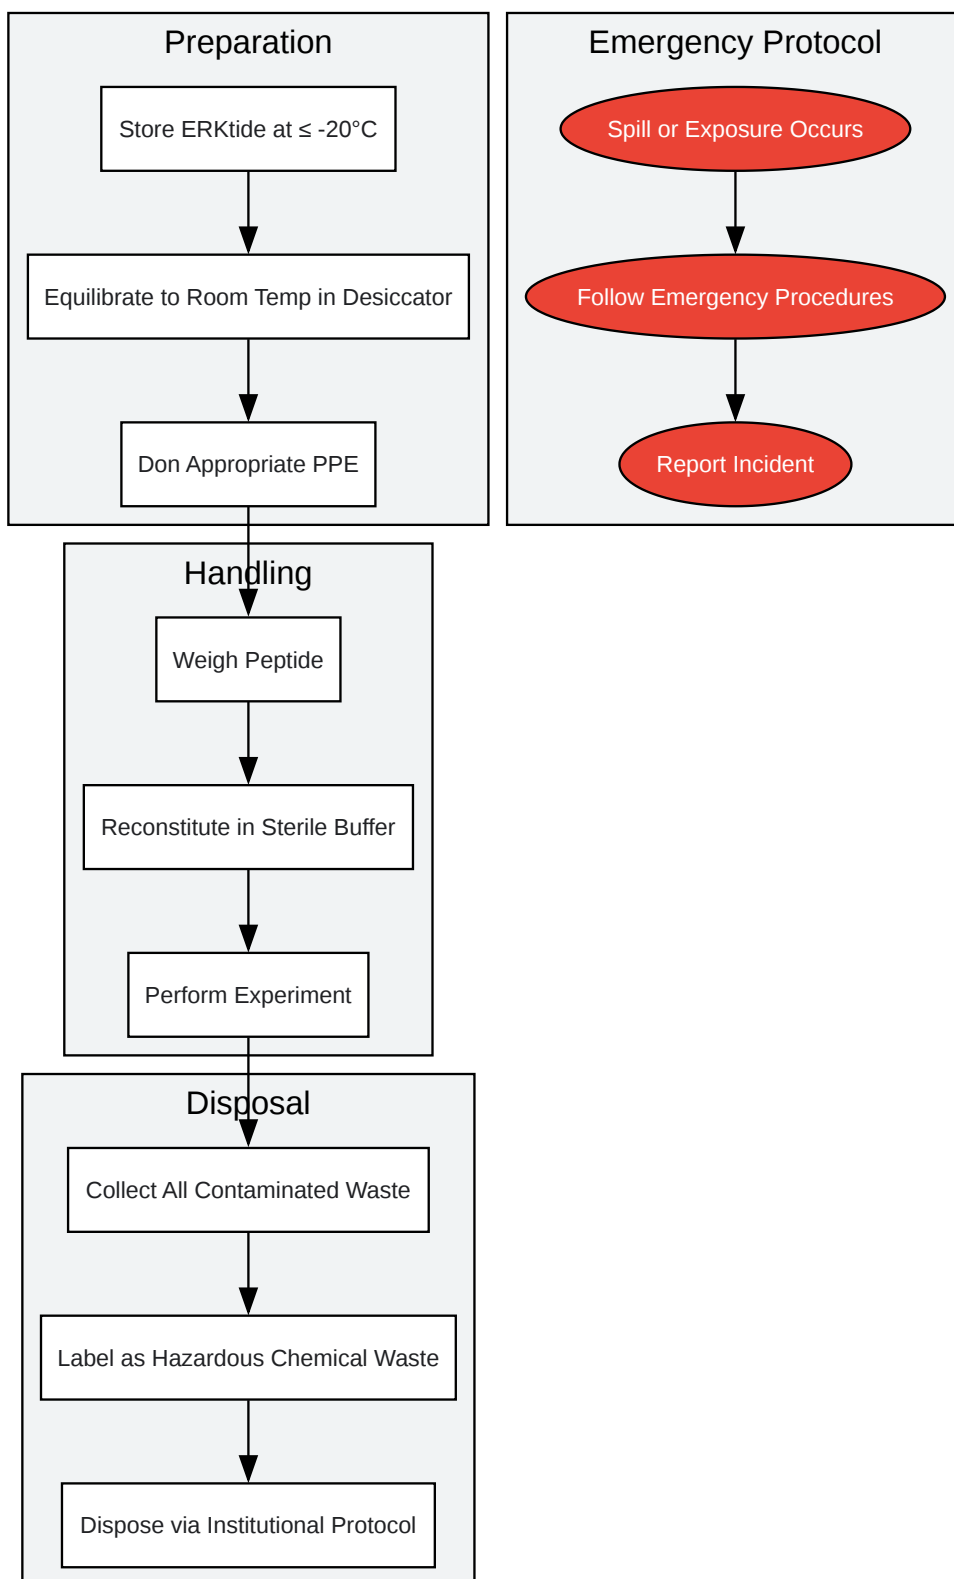 Preparation
Store ERKtide at ≤ -20°C
Equilibrate to Room Temp in Desiccator
Don Appropriate PPE
Handling
Weigh Peptide
Reconstitute in Sterile Buffer
Perform Experiment
Disposal
Collect All Contaminated Waste
Label as Hazardous Chemical Waste
Dispose via Institutional Protocol
Emergency Protocol
Spill or Exposure Occurs
Follow Emergency Procedures
Report Incident